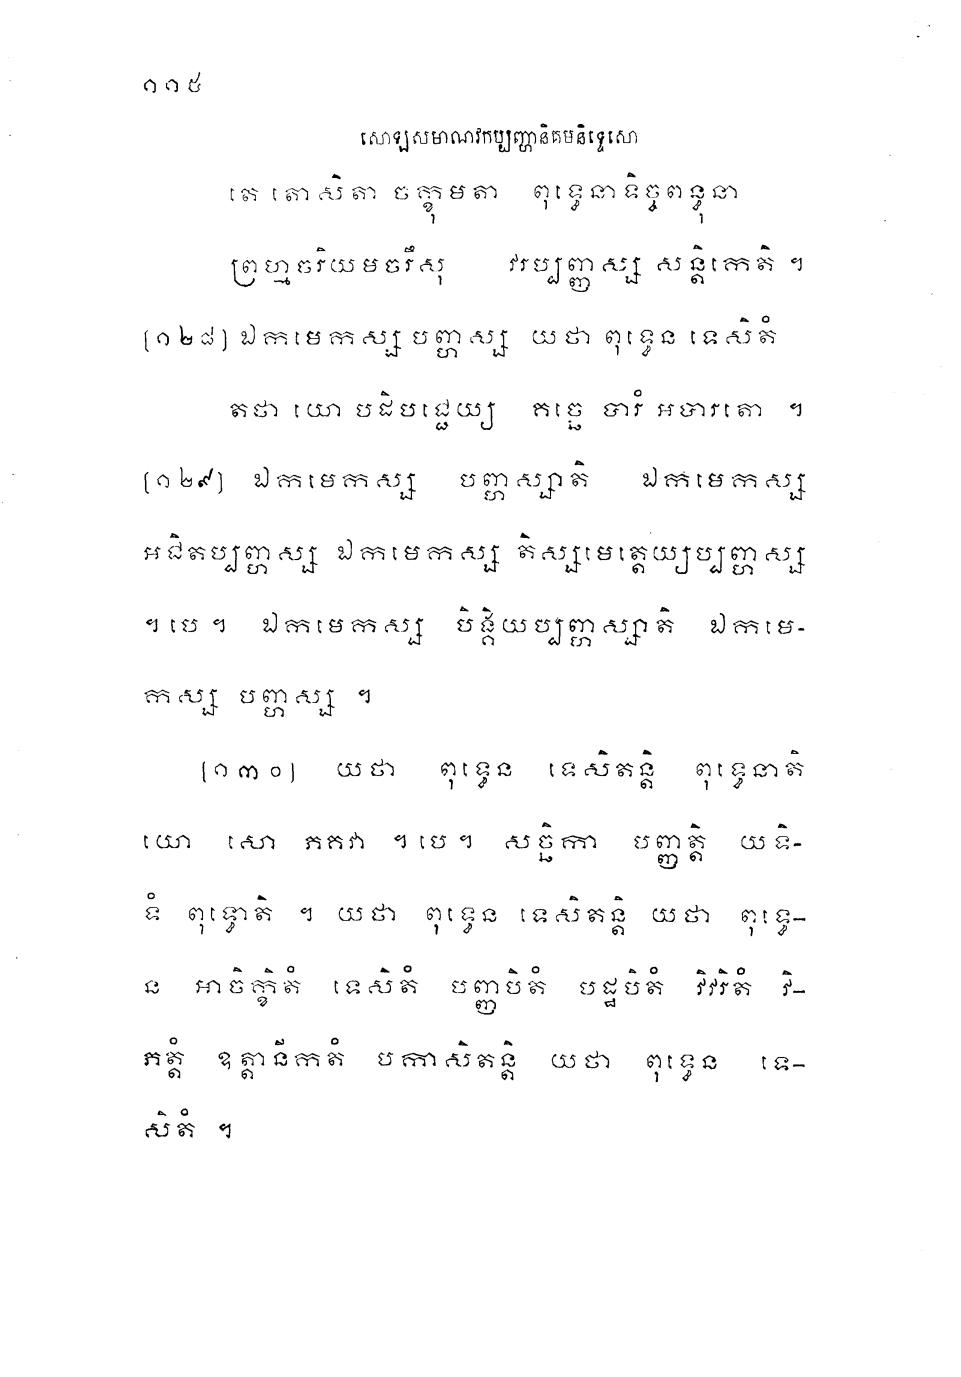 ១១៥
សោឡសមាណវកប្បញ្ហានិគមនិទ្ទេសោ
តេ តោសិតា ចក្ខុមតា ពុទ្ធេនាទិច្ចពន្ធុនា
ព្រហ្មចរិយមចរឹសុ វរប្បញ្ញស្ស សន្តិកេតិ ។
[១២៨] ឯកមេកស្ស បញ្ហស្ស យថា ពុទ្ធេន ទេសិតំ
តថា យោ បដិបជ្ជេយ្យ គច្ឆេ បារំ អបារតោ ។
[១២៩] ឯកមេកស្ស បញ្ហស្សាតិ ឯកមេកស្ស
អជិតប្បញ្ហស្ស ឯកមេកស្ស តិស្សមេត្តេយ្យប្បញ្ហស្ស
។បេ។ ឯកមេកស្ស បិង្គិយប្បញ្ហស្សាតិ ឯកមេ-
កស្ស បញ្ហស្ស ។
[១៣០] យថា ពុទ្ធេន ទេសិតន្តិ ពុទ្ធេនាតិ
យោ សោ ភគវា ។បេ។ សច្ឆិកា បញ្ញត្តិ យទិ-
ទំ ពុទ្ធោតិ ។ យថា ពុទ្ធេន ទេសិតន្តិ យថា ពុទ្ធេ-
ន អាចិក្ខិតំ ទេសិតំ បញ្ញបិតំ បដ្ឋបិតំ វិវរិតំ វិ-
ភត្តំ ឧត្តានីកតំ បកាសិតន្តិ យថា ពុទ្ធេន ទេ-
សិតំ ។